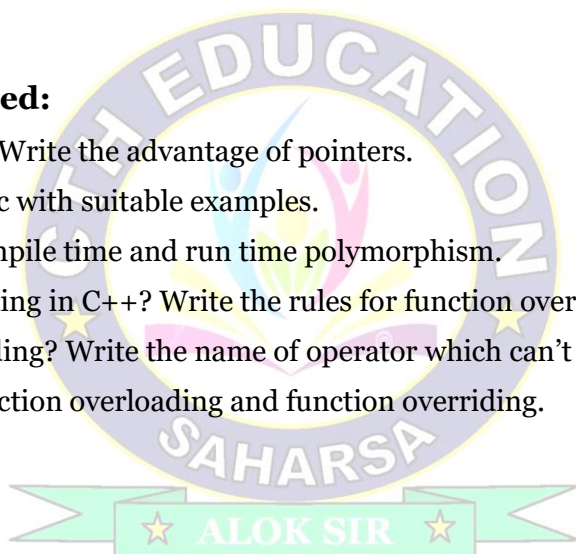 ed:
Write the advantage of pointers.
c with suitable examples.
npile time and run time polymorphism.
ding in C++? Write the rules for function over
ding? Write the name of operator which can't
ction overloading and function overriding.
EDUCATION
SAHARSA
ALOK SIR